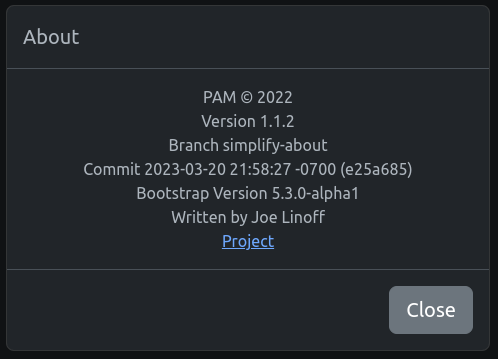 About
PAM © 2022
Version 1.1.2
Branch simplify-about
Commit 2023-03-20 21:58:27 -0700 (e25a685)
Bootstrap Version 5.3.0-alpha1
Written by Joe Linoff
Project
Close